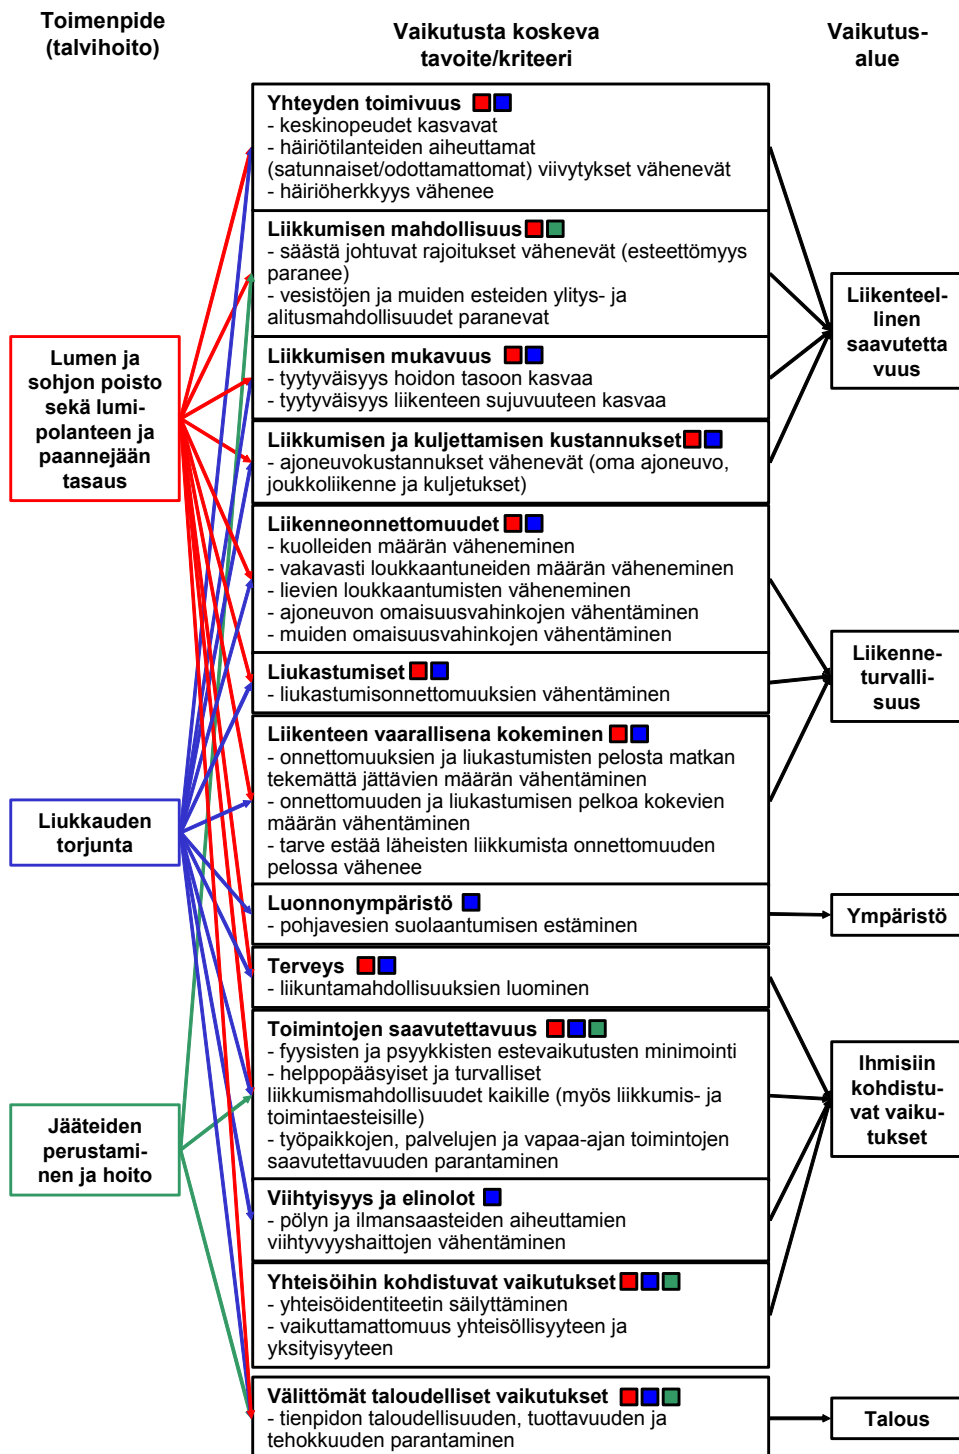 Toimenpide
(talvihoito)
Vaikutusta koskeva
tavoite/kriteeri
Vaikutus-
alue
Lumen ja
sohjon poisto
sekä lumi-
polanteen ja
paannejään
tasaus
Liukkauden
torjunta
Jääteiden
perustami-
nen ja hoito
Yhteyden toimivuus
- keskinopeudet kasvavat
- häiriötilanteiden aiheuttamat
(satunnaiset/odottamattomat) viivytykset vähenevät
- häiriöherkkyys vähenee
Liikkumisen mahdollisuus
- säästä johtuvat rajoitukset vähenevät (esteettömyys
paranee)
- vesistöjen ja muiden esteiden ylitys- ja
alitusmahdollisuudet paranevat
Liikkumisen mukavuus
- tyytyväisyys hoidon tasoon kasvaa
- tyytyväisyys liikenteen sujuvuuteen kasvaa
Liikkumisen ja kuljettamisen kustannukset
- ajoneuvokustannukset vähenevät (oma ajoneuvo,
joukkoliikenne ja kuljetukset)
Liikenneonnettomuudet
- kuolleiden määrän väheneminen
- vakavasti loukkaantuneiden määrän väheneminen
- lievien loukkaantumisten väheneminen
- ajoneuvon omaisuusvahinkojen vähentäminen
- muiden omaisuusvahinkojen vähentäminen
Liukastumiset
- liukastumisonnettomuuksien vähentäminen
Liikenteen vaarallisena kokeminen
- onnettomuuksien ja liukastumisten pelosta matkan
tekemättä jättävien määrän vähentäminen
- onnettomuuden ja liukastumisen pelkoa kokevien
määrän vähentäminen
- tarve estää läheisten liikkumista onnettomuuden
pelossa vähenee
Luonnonympäristö
- pohjavesien suolaantumisen estäminen
Terveys
- liikuntamahdollisuuksien luominen
Toimintojen saavutettavuus
- fyysisten ja psyykkisten estevaikutusten minimointi
- helppopääsyiset ja turvalliset
liikkumismahdollisuudet kaikille (myös liikkumis- ja
toimintaesteisille)
- työpaikkojen, palvelujen ja vapaa-ajan toimintojen
saavutettavuuden parantaminen
Viihtyisyys ja elinolot
- pölyn ja ilmansaasteiden aiheuttamien
viihtyvyyshaittojen vähentäminen
Yhteisöihin kohdistuvat vaikutukset
- yhteisöidentiteetin säilyttäminen
- vaikuttamattomuus yhteisöllisyyteen ja
yksityisyyteen
Välittömät taloudelliset vaikutukset
- tienpidon taloudellisuuden, tuottavuuden ja
tehokkuuden parantaminen
Liikenteel-
linen
saavutetta
vuus
Liikenne-
turvalli-
suus
Ympäristö
Ihmisiin
kohdistu-
vat vaiku-
tukset
Talous